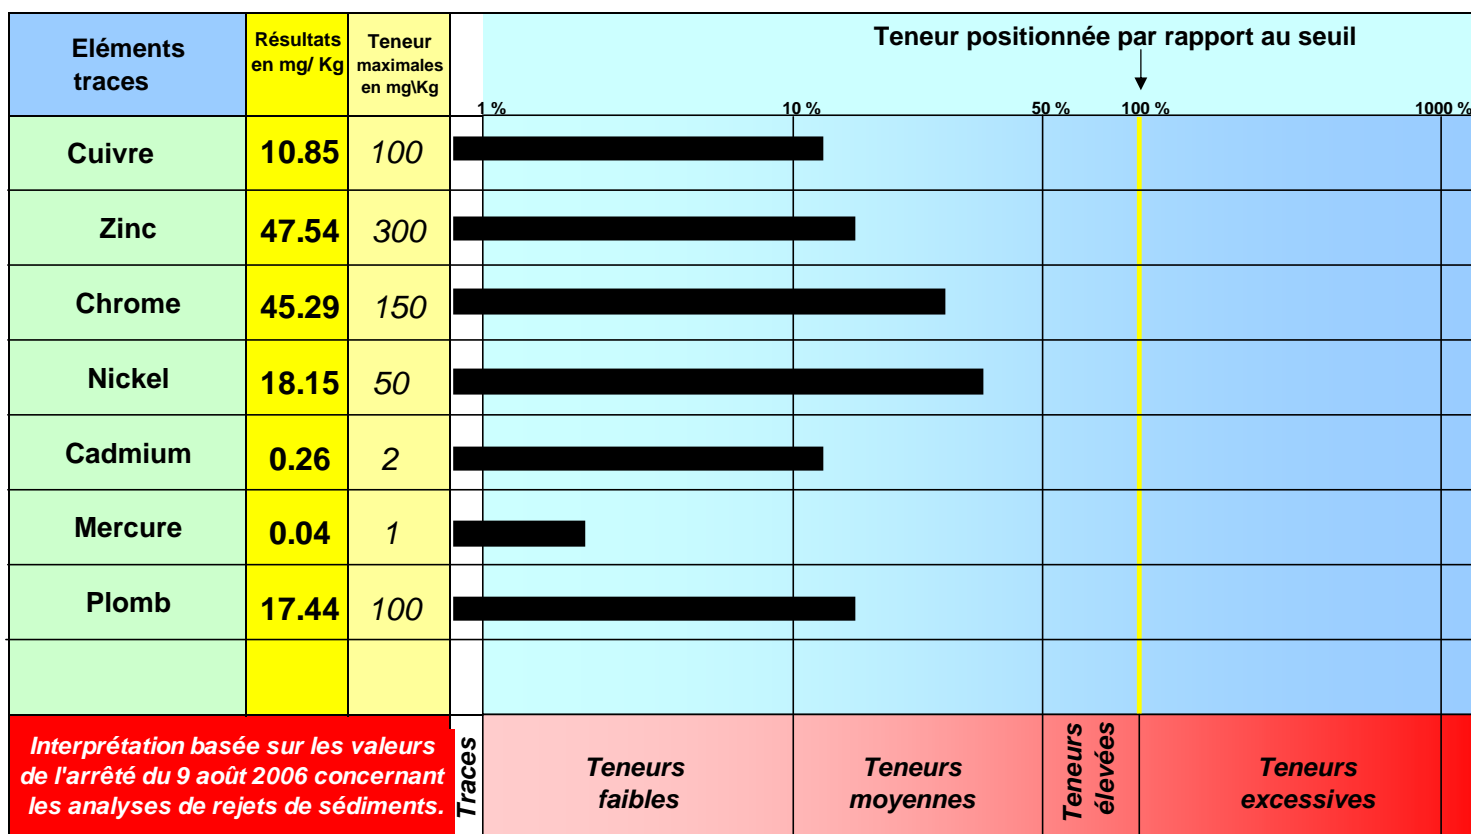 Eléments
traces
Résultats
en mg/ Kg
Teneur
maximales
en mg\Kg
Teneur positionnée par rapport au seuil
1 %
10 %
50 %
100 %
1000 %
Cuivre
10.85
100
Zinc
47.54
300
Chrome
45.29
150
Nickel
18.15
50
Cadmium
0.26
2
Mercure
0.04
1
Plomb
17.44
100
Interprétation basée sur les valeurs
de l'arrêté du 9 août 2006 concernant
les analyses de rejets de sédiments.
Traces
Teneurs
faibles
Teneurs
moyennes
Teneurs
élevées
Teneurs
excessives